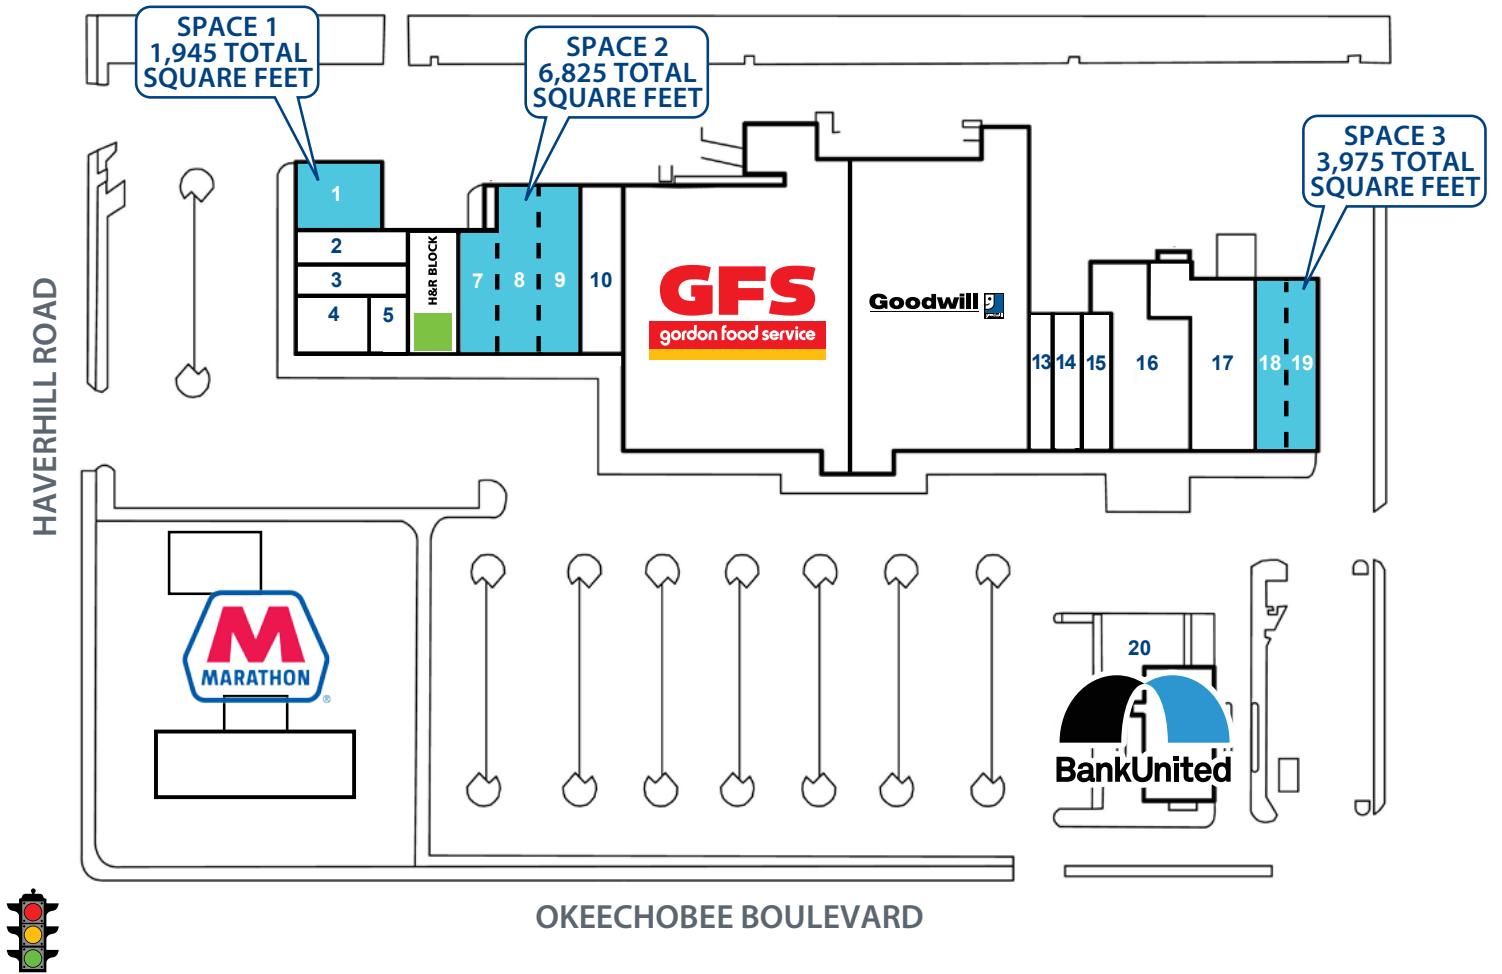 SPACE 1
1,945 TOTAL
SQUARE FEET
SPACE 2
6,825 TOTAL
SQUARE FEET
SPACE 3
3,975 TOTAL
SQUARE FEET
1
2
3
4
5
H&R BLOCK
7
8
9
10
GFS
gordon food service
Goodwill
13
14
15
16
17
18
19
HAVERHILL ROAD
M
MARATHON
®
20
BankUnited
OKEECHOBEE BOULEVARD